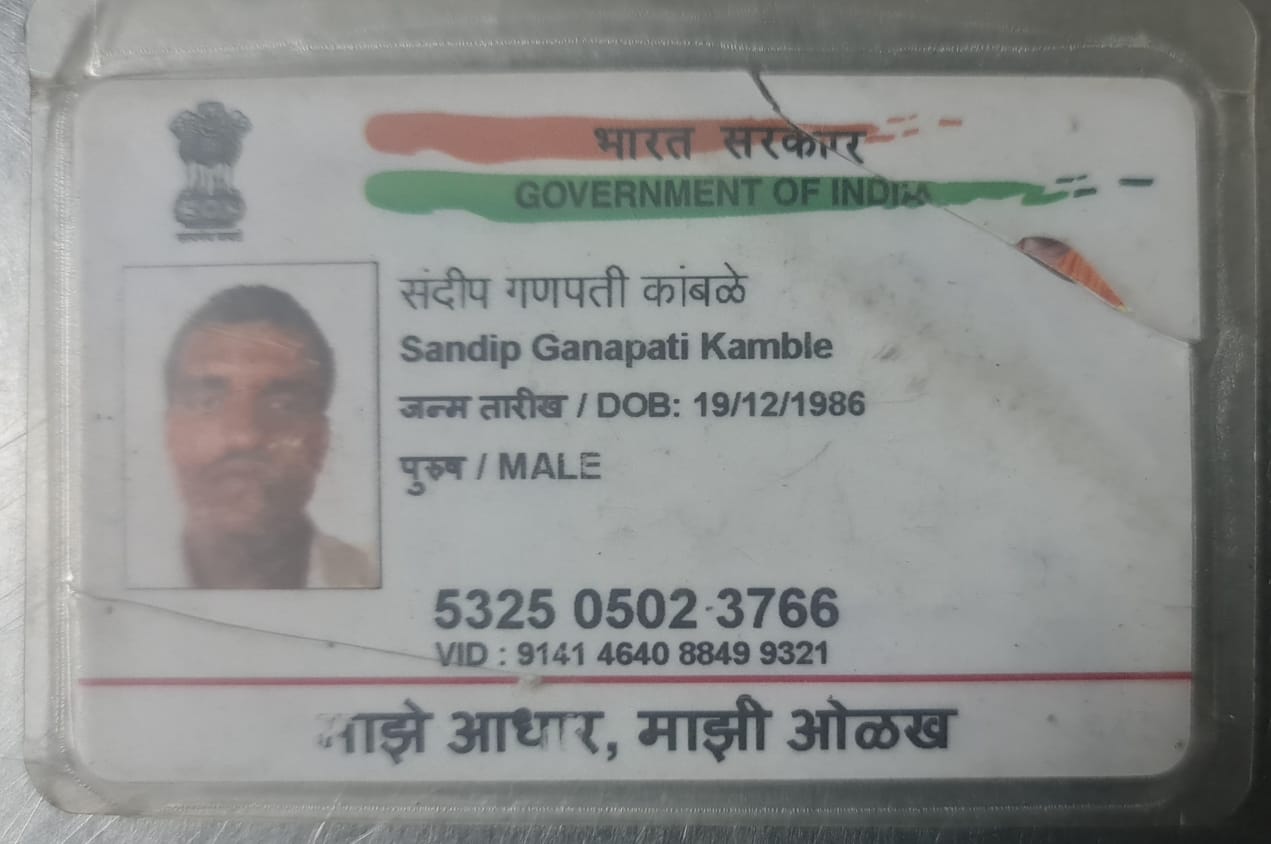 भारत सरकार
GOVERNMENT OF INDIA
संदीप गणपती कांबळे
Sandip Ganapati Kamble
जन्म तारीख / DOB: 19/12/1986
पुरुष / MALE
5325 0502 3766
VID : 9141 4640 8849 9321
माझे आधार, माझी ओळख